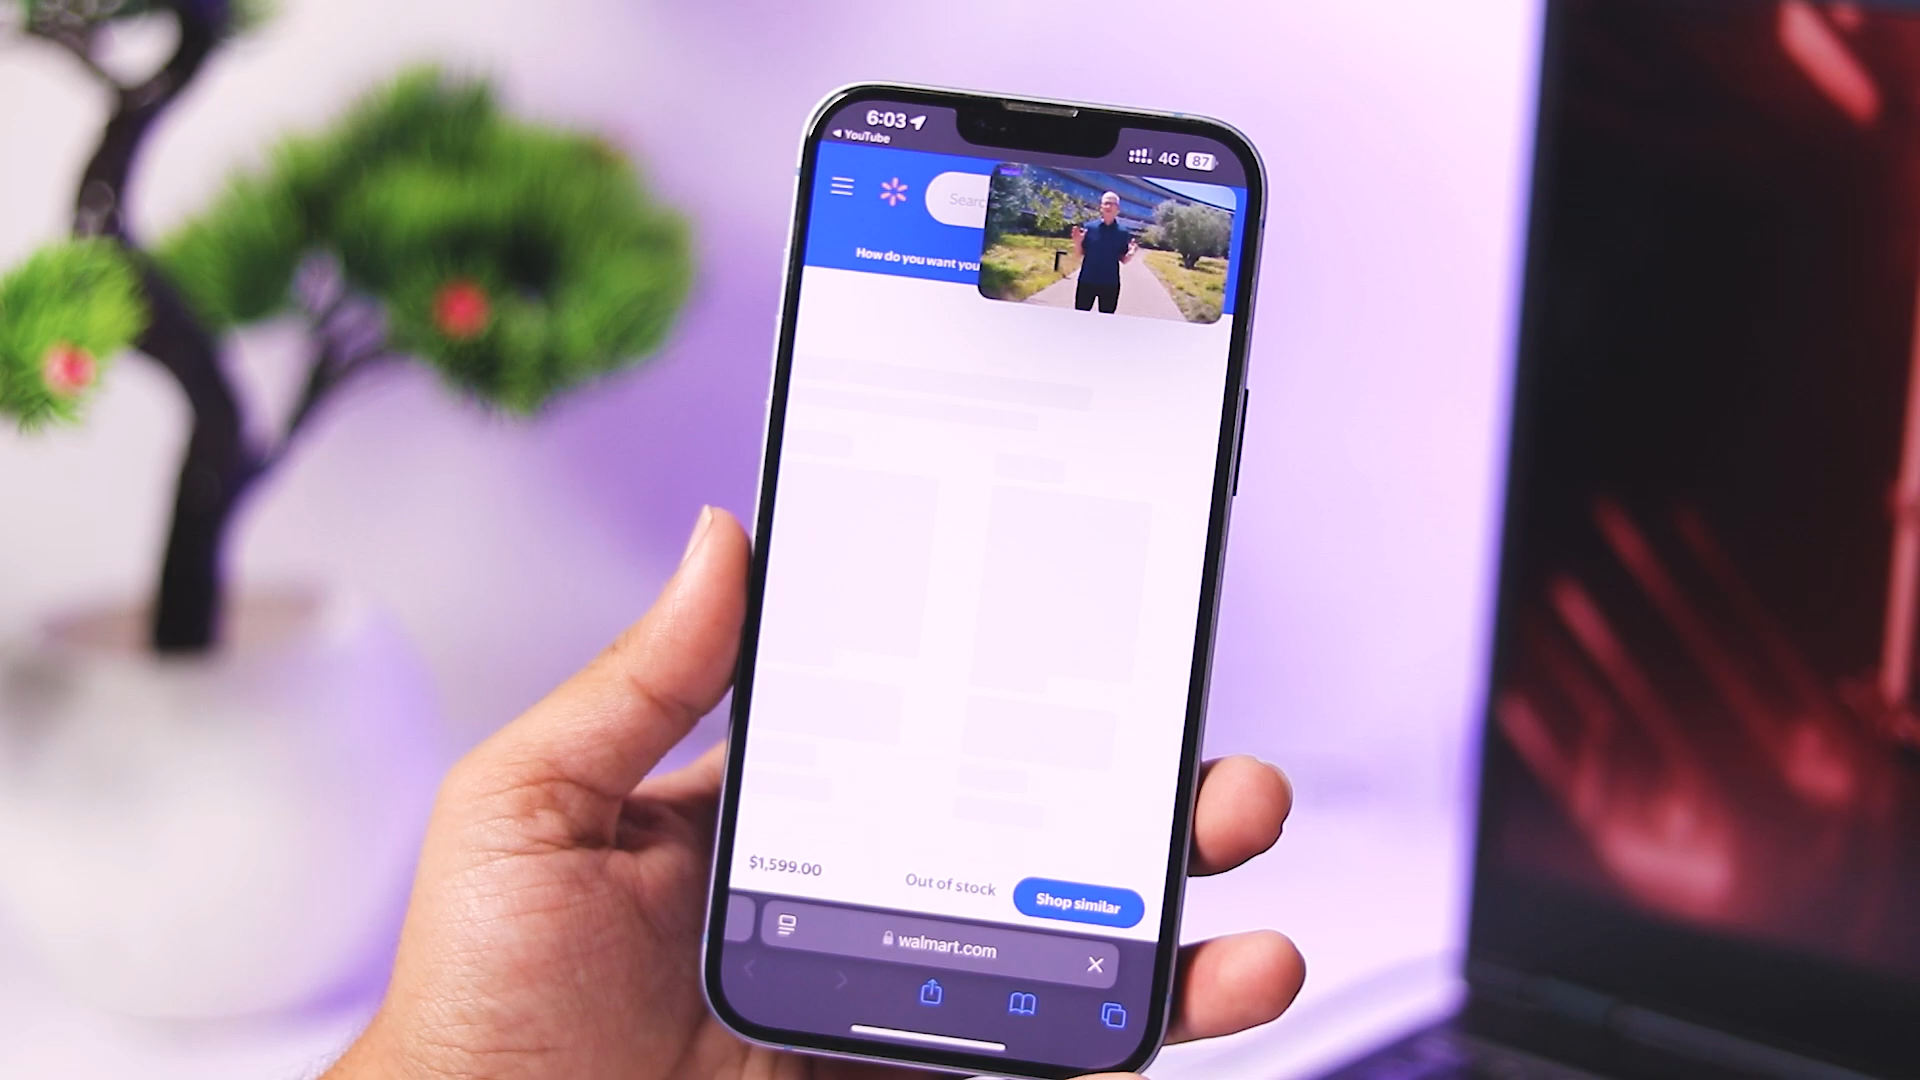 6:03
◀ YouTube
4G 87
Searc
How do you want you
$1,599.00
Out of stock
Shop similar
walmart.com